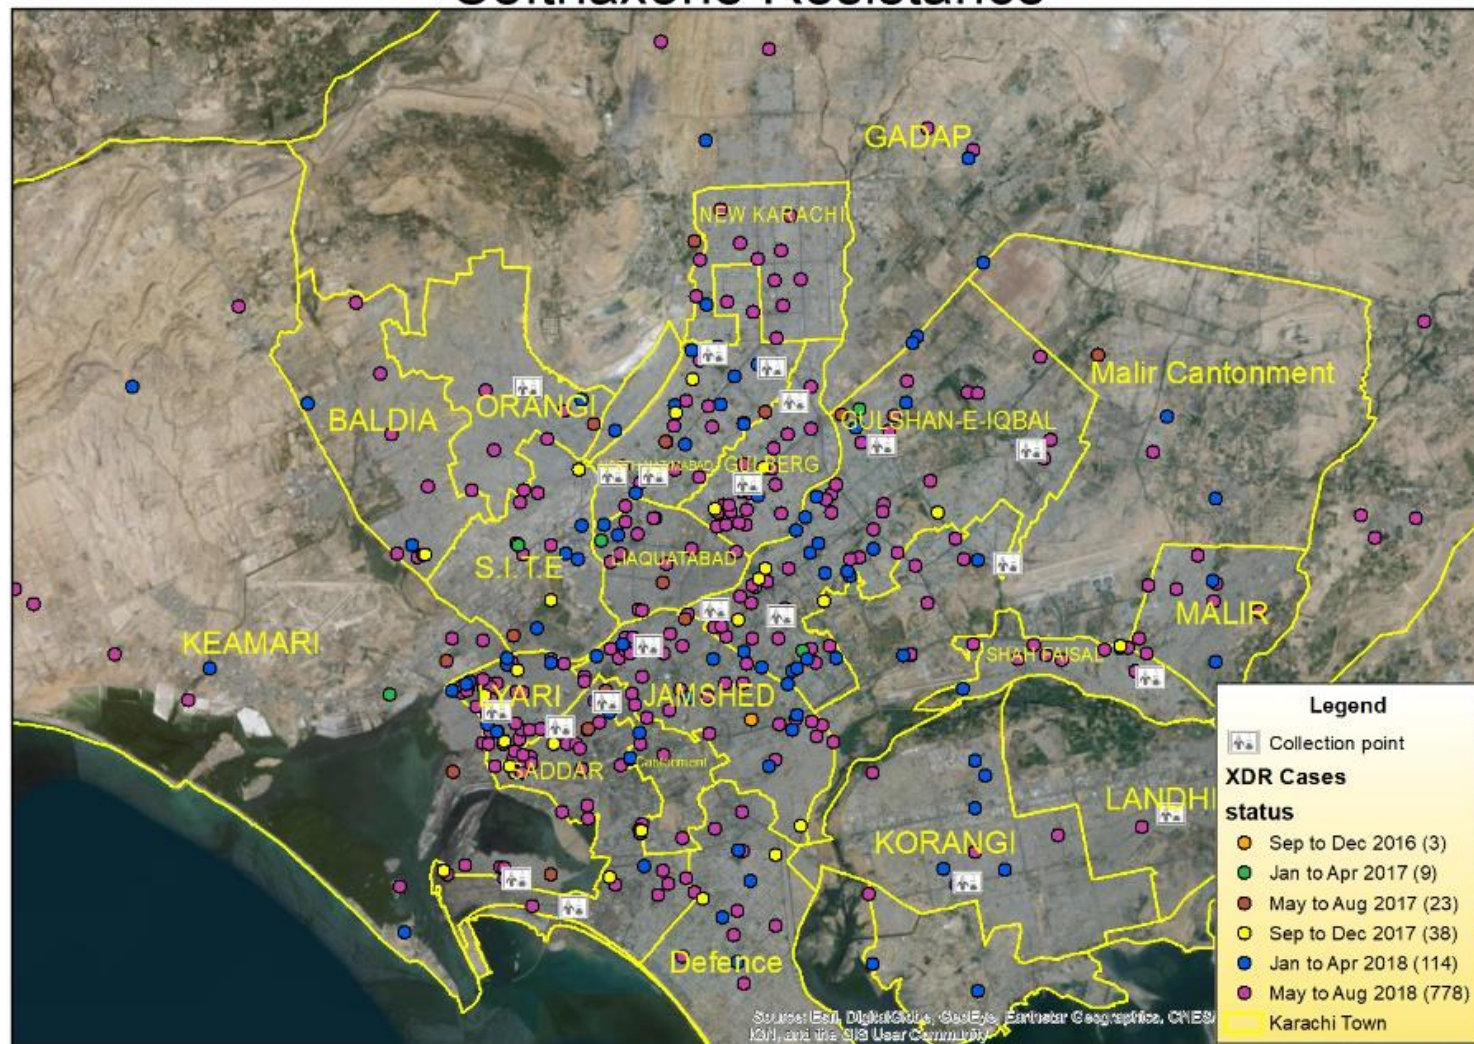 Ceftriaxone Resistance
GADAP
NEW KARACHI
Malir Cantonment
BALDIA
ORANGI
GULSHAN-E-IQBAL
GULBERG
S.I.T.E
LIAQUATABAD
MALIR
KEAMARI
SHAH FAISAL
LYARI
JAMSHED
SADDAR
Cantonment
LANDHI
KORANGI
Defence
Legend
Collection point
XDR Cases
status
Sep to Dec 2016 (3)
Jan to Apr 2017 (9)
May to Aug 2017 (23)
Sep to Dec 2017 (38)
Jan to Apr 2018 (114)
May to Aug 2018 (778)
Karachi Town
Source: Esri, DigitalGlobe, GeoEye, Earthstar Geographics, CNES/
IGN, and the GIS User Community